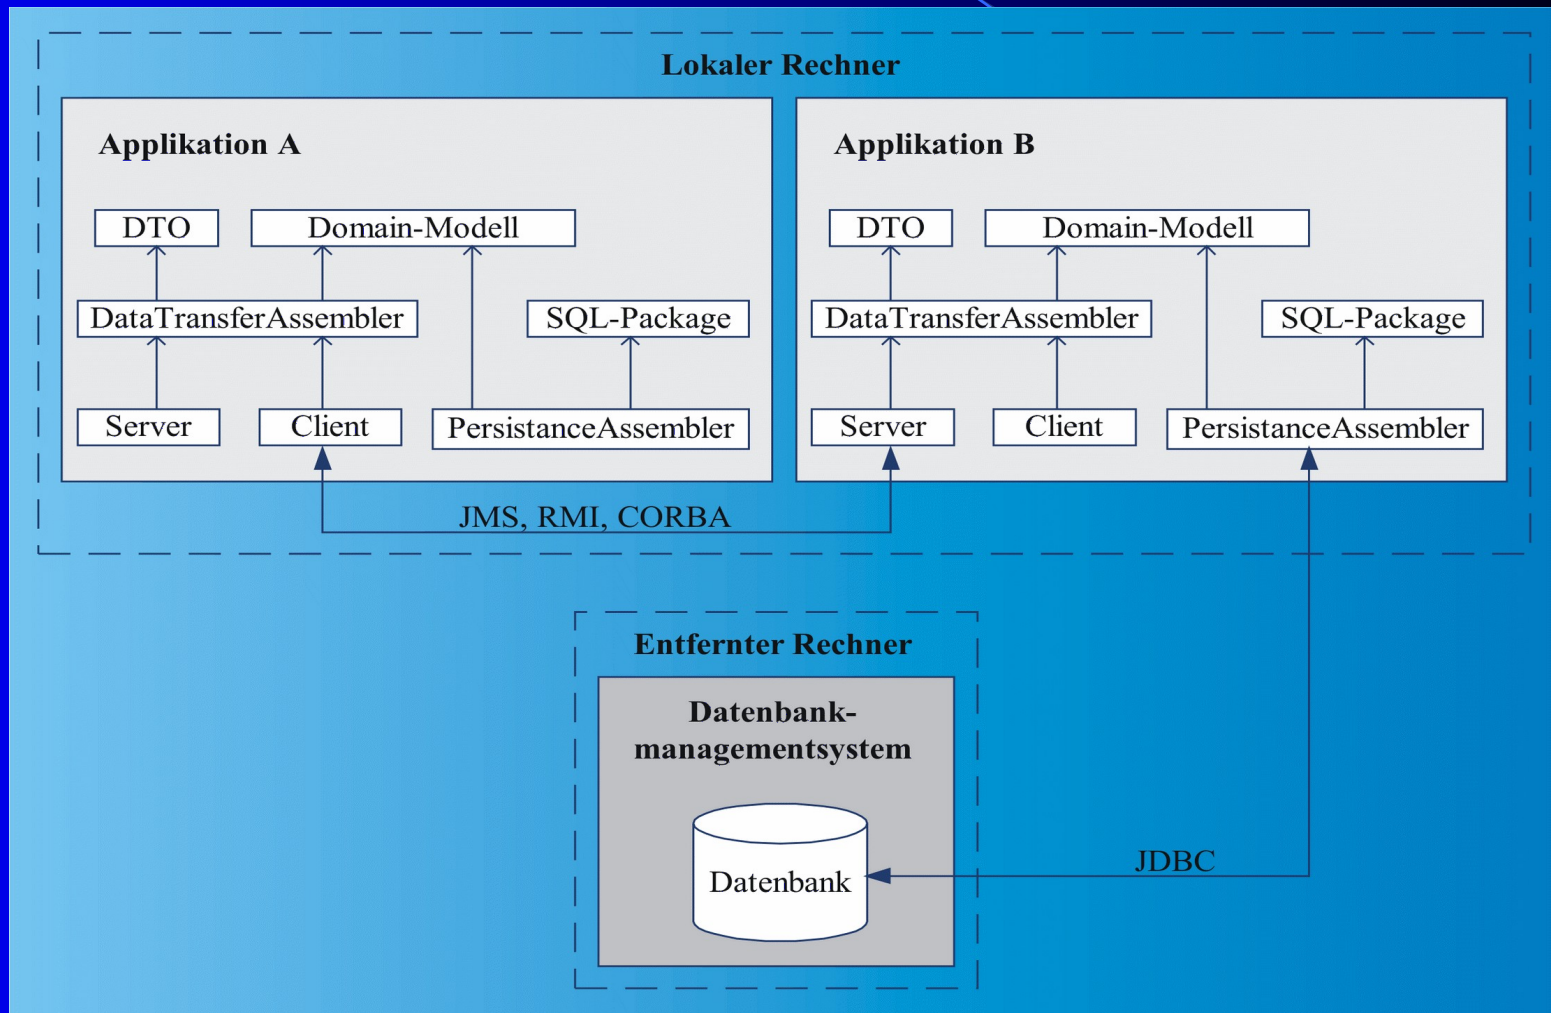 Lokaler Rechner
Applikation A
DTO
Domain-Modell
DataTransferAssembler
SQL-Package
Server
Client
PersistanceAssembler
Applikation B
DTO
Domain-Modell
DataTransferAssembler
SQL-Package
Server
Client
PersistanceAssembler
JMS, RMI, CORBA
Entfernter Rechner
Datenbank-
managementsystem
Datenbank
JDBC